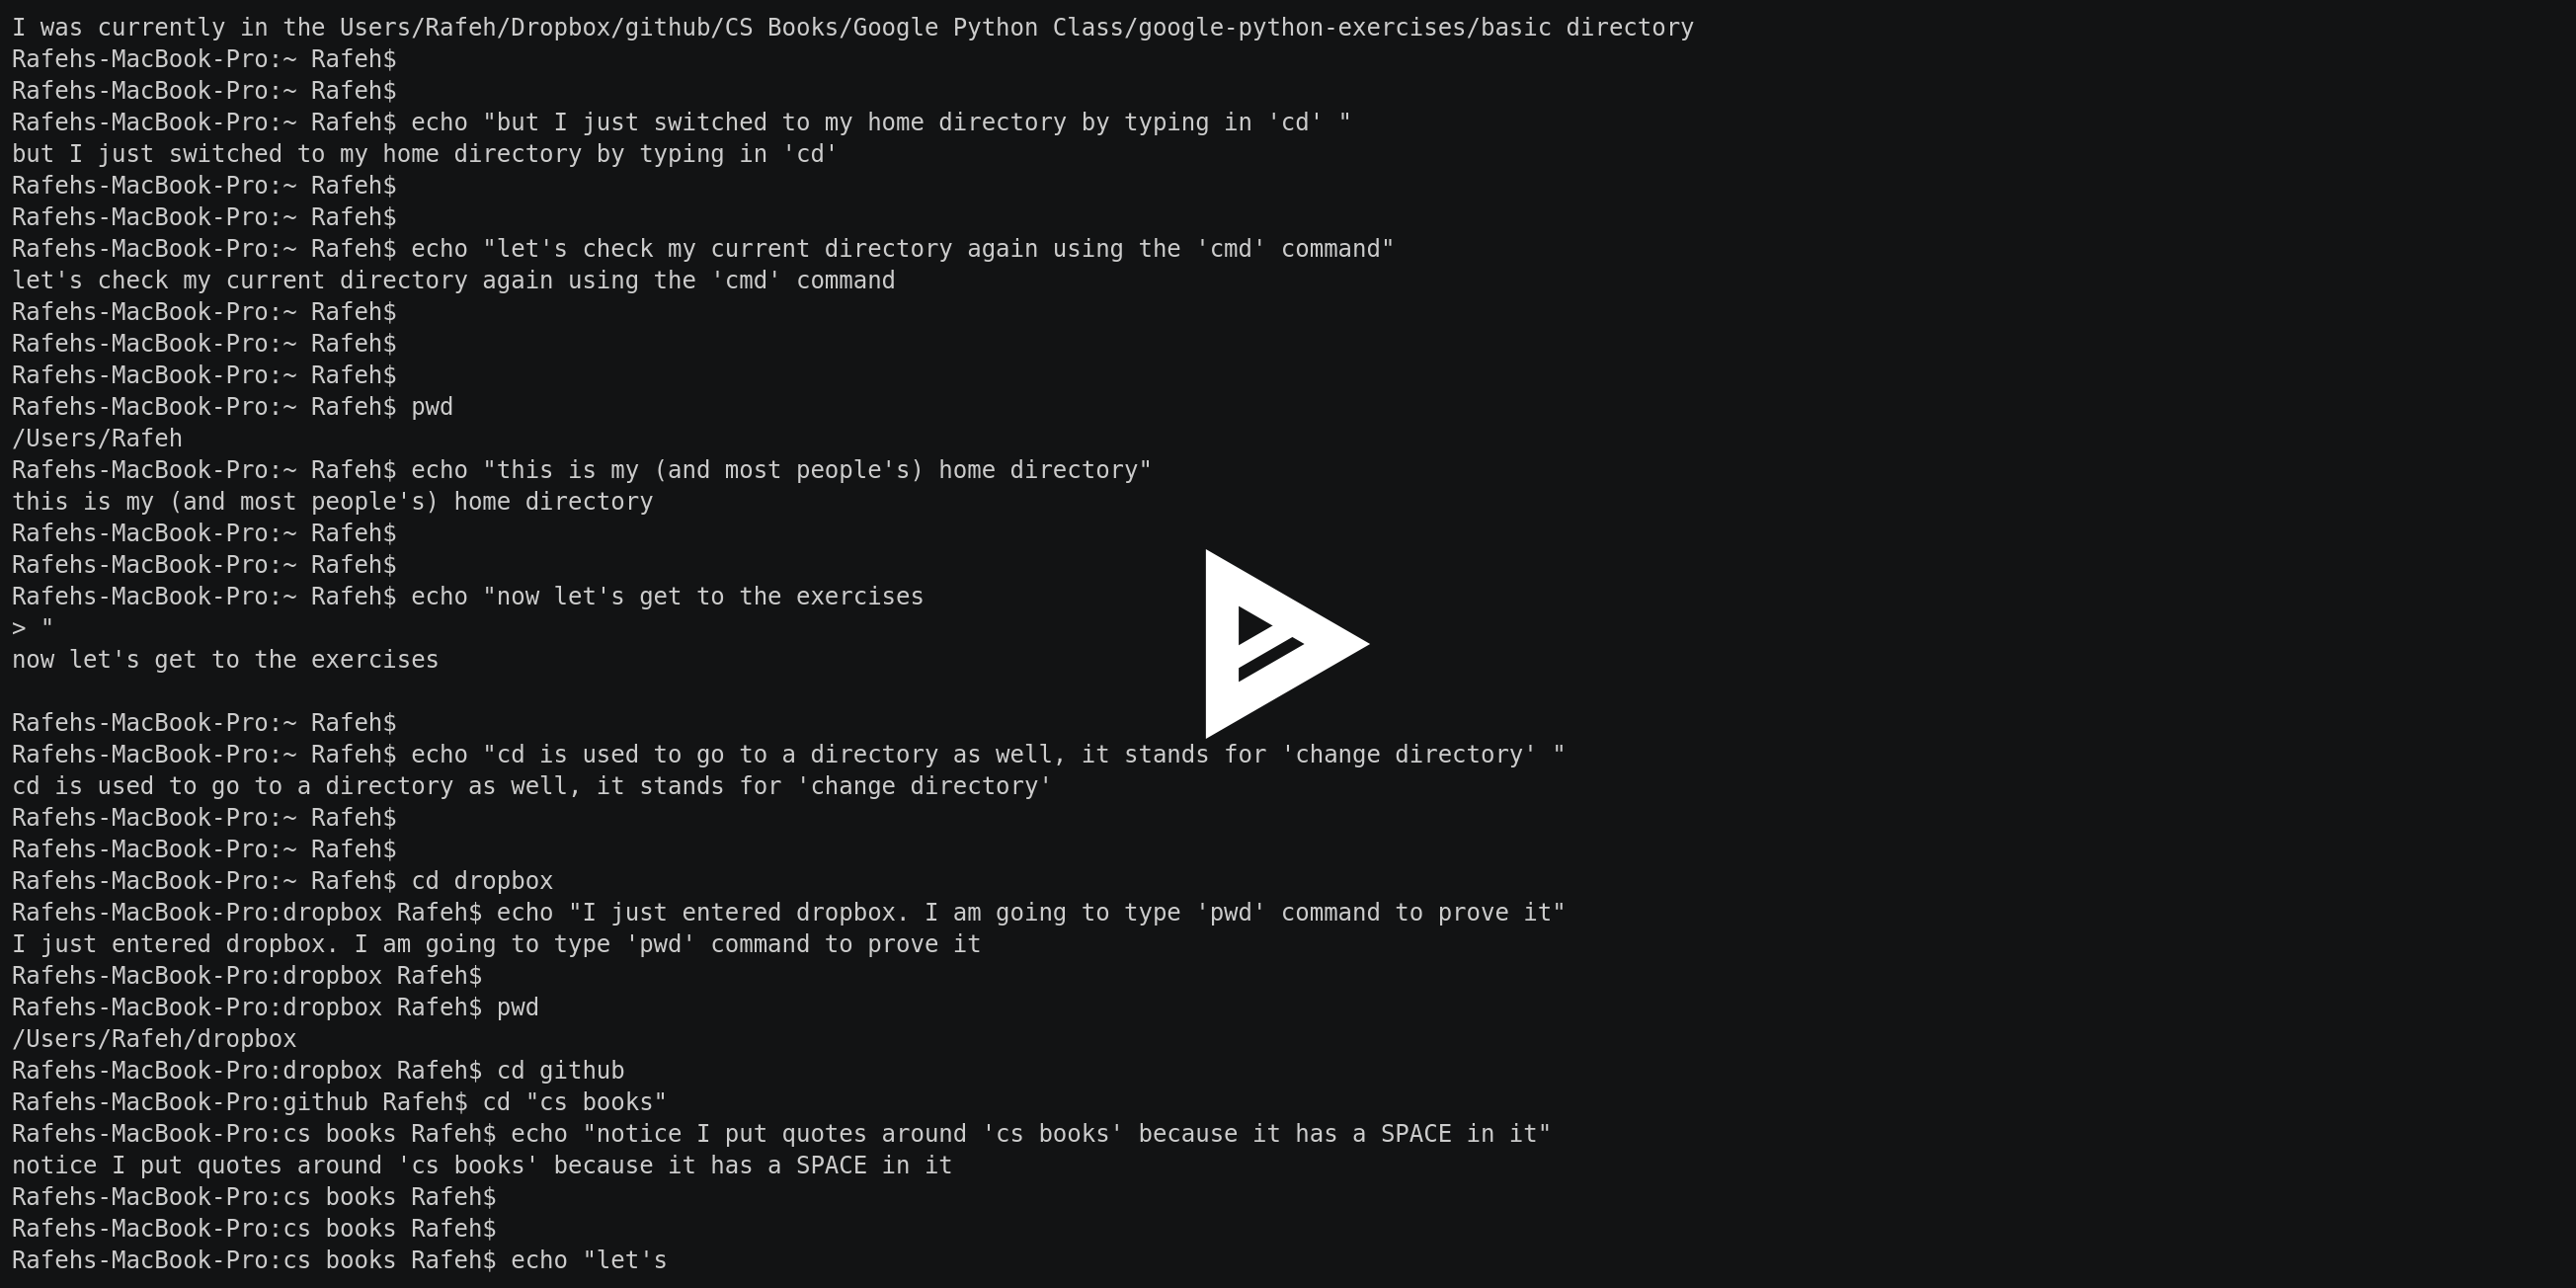 I was currently in the Users/Rafeh/Dropbox/github/CS Books/Google Python Class/google-python-exercises/basic directory
Rafehs-MacBook-Pro:~ Rafeh$
Rafehs-MacBook-Pro:~ Rafeh$
Rafehs-MacBook-Pro:~ Rafeh$ echo "but I just switched to my home directory by typing in 'cd' "
but I just switched to my home directory by typing in 'cd'
Rafehs-MacBook-Pro:~ Rafeh$
Rafehs-MacBook-Pro:~ Rafeh$
Rafehs-MacBook-Pro:~ Rafeh$ echo "let's check my current directory again using the 'cmd' command"
let's check my current directory again using the 'cmd' command
Rafehs-MacBook-Pro:~ Rafeh$
Rafehs-MacBook-Pro:~ Rafeh$
Rafehs-MacBook-Pro:~ Rafeh$
Rafehs-MacBook-Pro:~ Rafeh$ pwd
/Users/Rafeh
Rafehs-MacBook-Pro:~ Rafeh$ echo "this is my (and most people's) home directory"
this is my (and most people's) home directory
Rafehs-MacBook-Pro:~ Rafeh$
Rafehs-MacBook-Pro:~ Rafeh$
Rafehs-MacBook-Pro:~ Rafeh$ echo "now let's get to the exercises
> "
now let's get to the exercises

Rafehs-MacBook-Pro:~ Rafeh$
Rafehs-MacBook-Pro:~ Rafeh$ echo "cd is used to go to a directory as well, it stands for 'change directory' "
cd is used to go to a directory as well, it stands for 'change directory'
Rafehs-MacBook-Pro:~ Rafeh$
Rafehs-MacBook-Pro:~ Rafeh$
Rafehs-MacBook-Pro:~ Rafeh$ cd dropbox
Rafehs-MacBook-Pro:dropbox Rafeh$ echo "I just entered dropbox. I am going to type 'pwd' command to prove it"
I just entered dropbox. I am going to type 'pwd' command to prove it
Rafehs-MacBook-Pro:dropbox Rafeh$
Rafehs-MacBook-Pro:dropbox Rafeh$ pwd
/Users/Rafeh/dropbox
Rafehs-MacBook-Pro:dropbox Rafeh$ cd github
Rafehs-MacBook-Pro:github Rafeh$ cd "cs books"
Rafehs-MacBook-Pro:cs books Rafeh$ echo "notice I put quotes around 'cs books' because it has a SPACE in it"
notice I put quotes around 'cs books' because it has a SPACE in it
Rafehs-MacBook-Pro:cs books Rafeh$
Rafehs-MacBook-Pro:cs books Rafeh$
Rafehs-MacBook-Pro:cs books Rafeh$ echo "let's